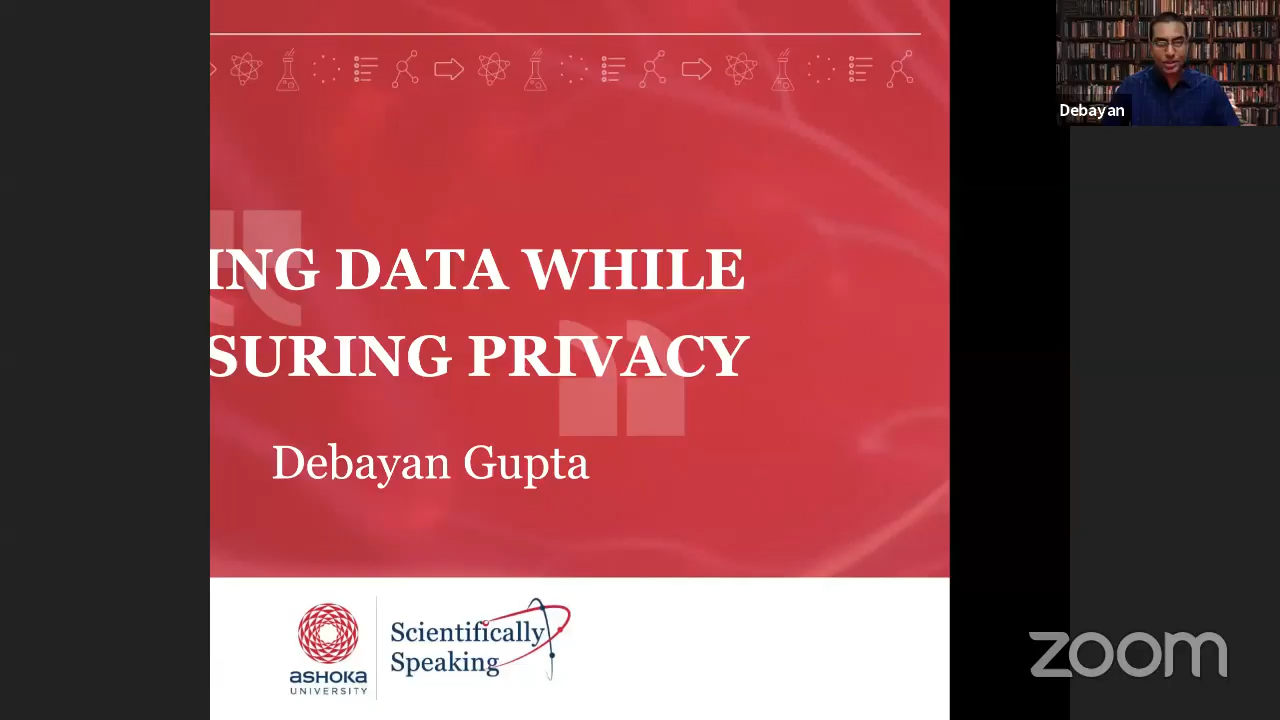 Debayan
ING DATA WHILE
SURING PRIVACY
Debayan Gupta
Scientifically
Speaking
ASHOKA
UNIVERSITY
zoom